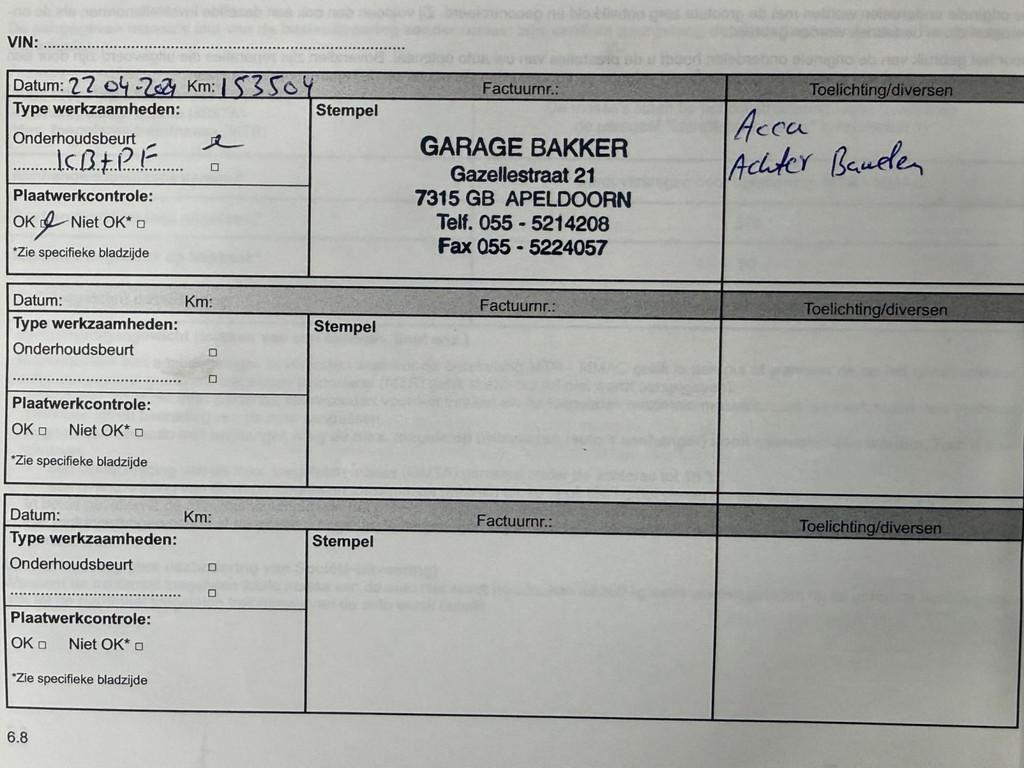 VIN:
Datum: 22 04-2024 Km: 153504 Factuurnr.: Toelichting/diversen
Type werkzaamheden:
Onderhoudsbeurt
KB+PF
Plaatwerkcontrole:
OK Niet OK*
*Zie specifieke bladzijde
Stempel
GARAGE BAKKER
Gazellestraat 21
7315 GB APELDOORN
Telf. 055 - 5214208
Fax 055 - 5224057
Accu
Achter Banden
Datum: Km: Factuurnr.: Toelichting/diversen
Type werkzaamheden:
Onderhoudsbeurt
Plaatwerkcontrole:
OK Niet OK*
*Zie specifieke bladzijde
Stempel
Datum: Km: Factuurnr.: Toelichting/diversen
Type werkzaamheden:
Onderhoudsbeurt
Plaatwerkcontrole:
OK Niet OK*
*Zie specifieke bladzijde
Stempel
6.8